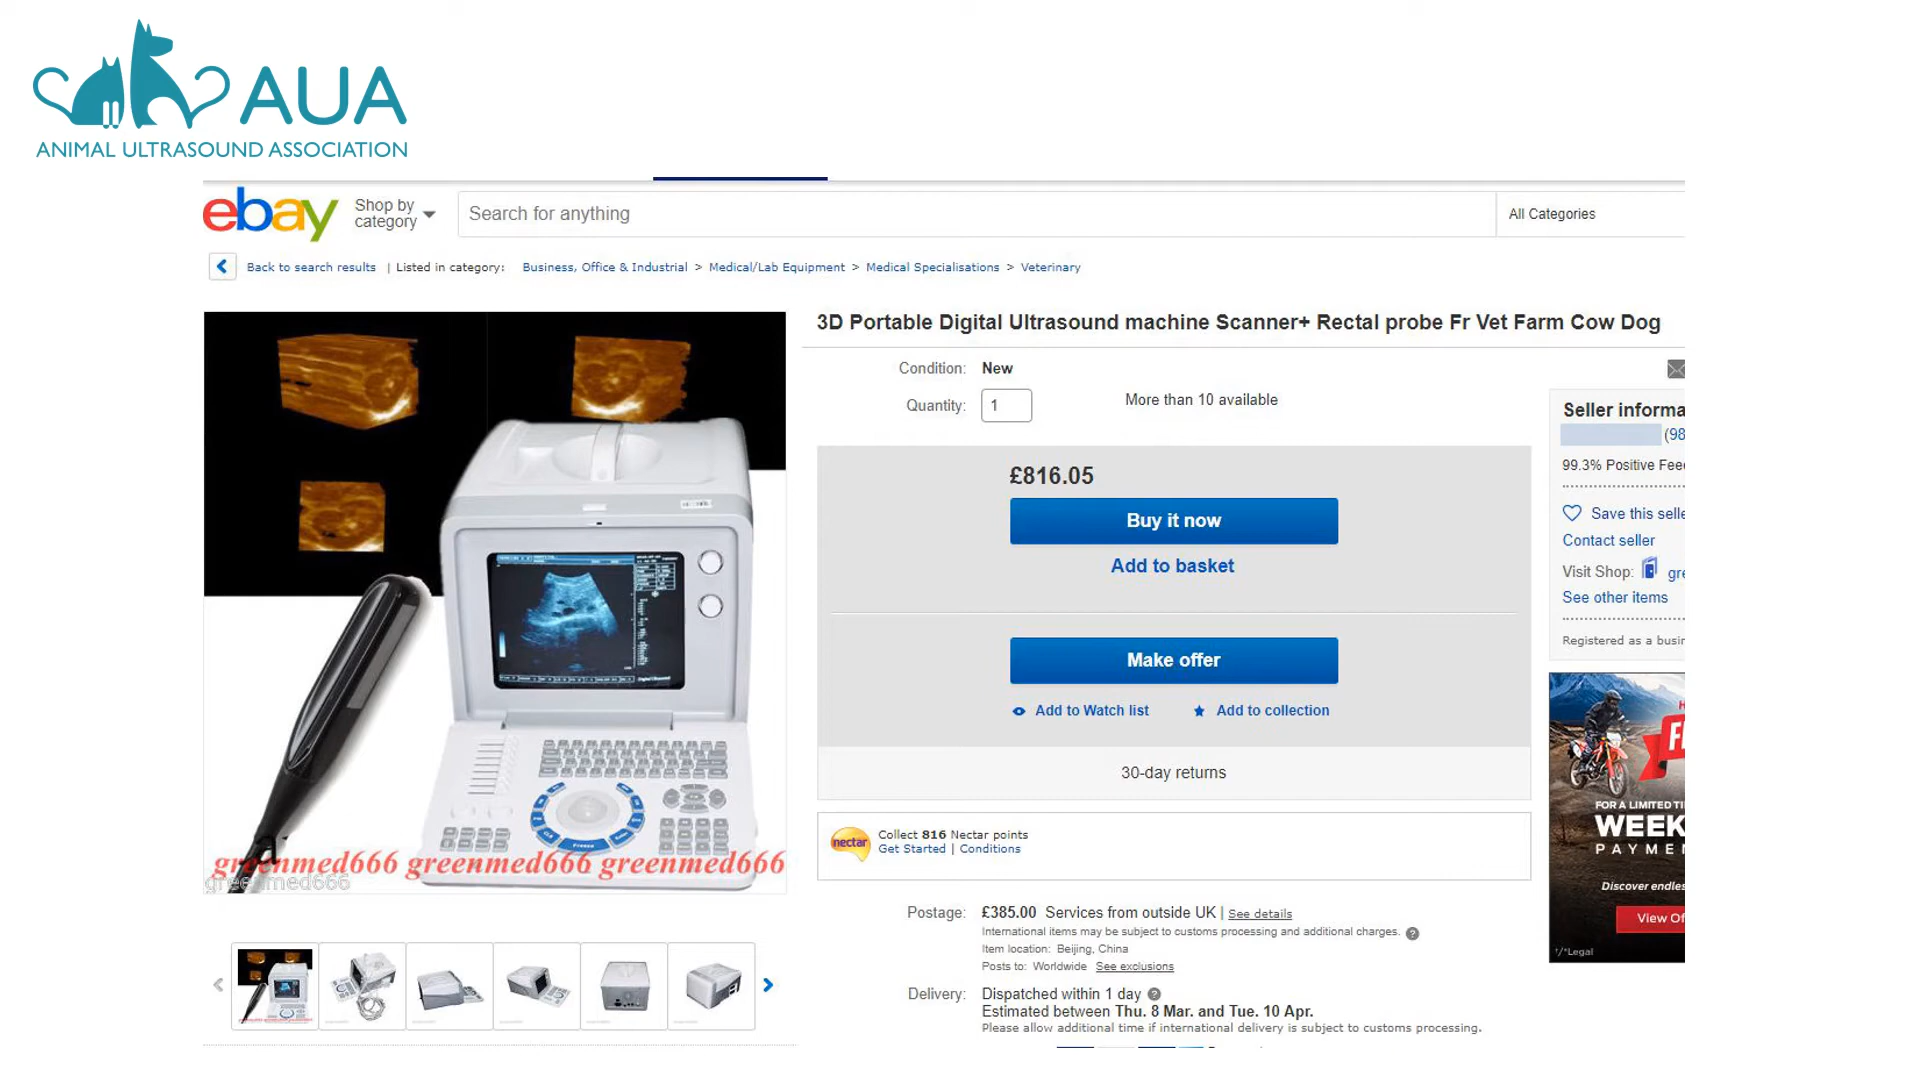 AUA
ANIMAL ULTRASOUND ASSOCIATION
ebay
Shop by
category
Search for anything
All Categories
Back to search results | Listed in category: Business, Office & Industrial > Medical/Lab Equipment > Medical Specialisations > Veterinary
3D Portable Digital Ultrasound machine Scanner+ Rectal probe Fr Vet Farm Cow Dog
Condition: New
Quantity: 1
More than 10 available
£816.05
Buy it now
Add to basket
Make offer
Add to Watch list
Add to collection
30-day returns
nectar
Collect 816 Nectar points
Get Started | Conditions
Postage: £385.00 Services from outside UK | See details
International items may be subject to customs processing and additional charges.
Item location: Beijing, China
Posts to: Worldwide See exclusions
Delivery: Dispatched within 1 day
Estimated between Thu. 8 Mar. and Tue. 10 Apr.
Please allow additional time if international delivery is subject to customs processing.
Seller informa
(98
99.3% Positive Fee
Save this selle
Contact seller
Visit Shop: gre
See other items
Registered as a busin
FOR A LIMITED TI
WEEK
PAYMEN
Discover endles
View Of
†/*Legal
greenmed666 greenmed666 greenmed666
greenmed666